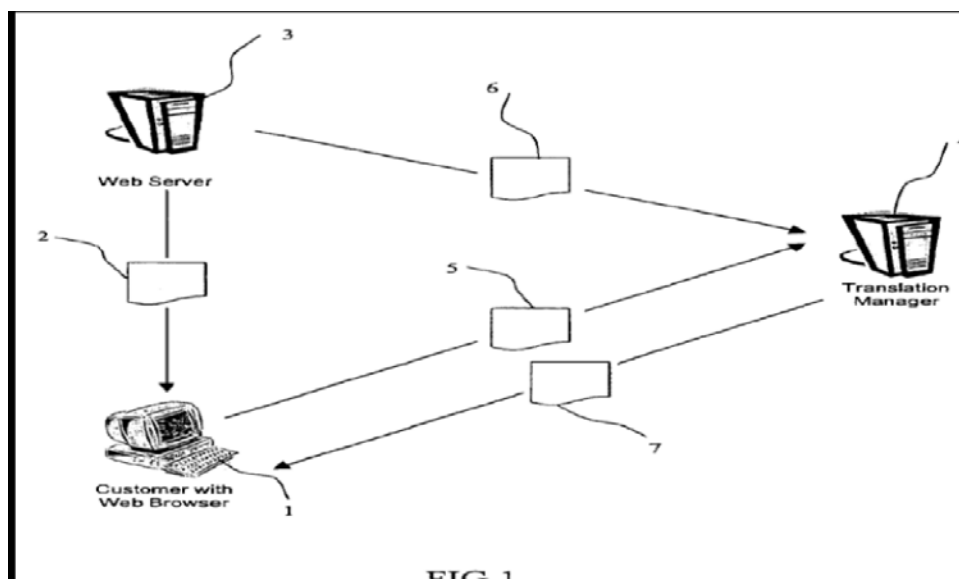 3
6
Web Server
2
5
Translation
Manager
7
Customer with
Web Browser
1
FIG.1